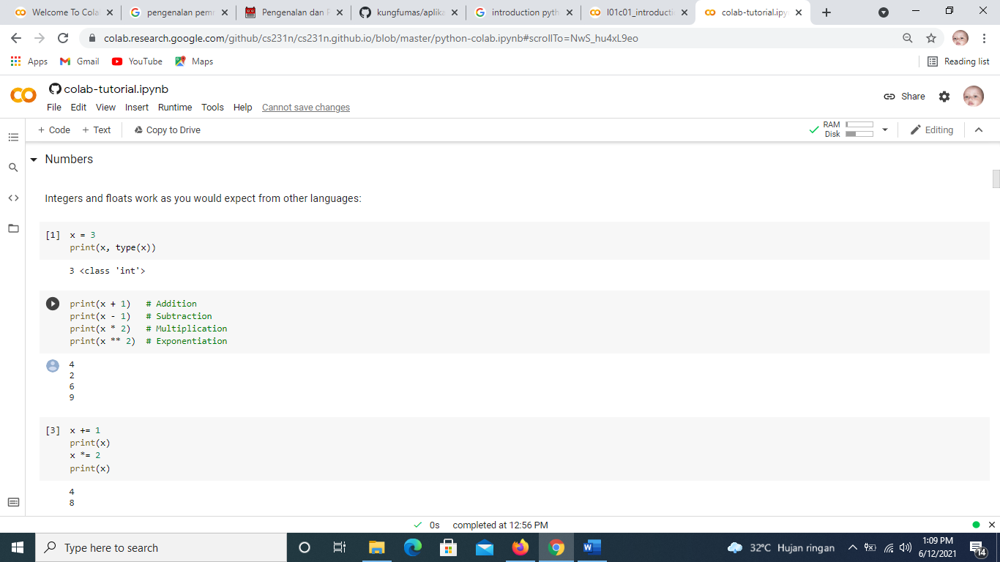 Welcome To Cola
pengenalan pem
Pengenalan dan P
kungfumas/aplika
introduction pyth
l01c01_introducti
colab-tutorial.ipy
colab.research.google.com/github/cs231n/cs231n.github.io/blob/master/python-colab.ipynb#scrollTo=NwS_hu4xL9eo
Apps Gmail YouTube Maps Reading list
colab-tutorial.ipynb
Share
File Edit View Insert Runtime Tools Help Cannot save changes
+ Code + Text Copy to Drive
RAM
Disk
Editing
Numbers
Integers and floats work as you would expect from other languages:
[1] x = 3
print(x, type(x))
3 <class 'int'>
print(x + 1) # Addition
print(x - 1) # Subtraction
print(x * 2) # Multiplication
print(x ** 2) # Exponentiation
4
2
6
9
[3] x += 1
print(x)
x *= 2
print(x)
4
8
0s completed at 12:56 PM
Type here to search
32°C Hujan ringan
1:09 PM
6/12/2021
14